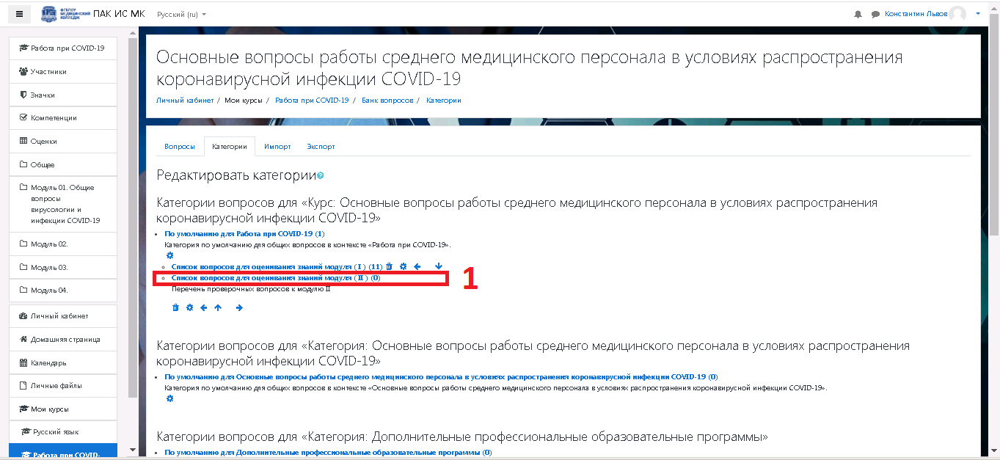 ФГБПОУ
МЕДИЦИНСКИЙ
КОЛЛЕДЖ
ПАК ИС МК
Русский (ru)
Константин Львов
Работа при COVID-19
Участники
Значки
Компетенции
Оценки
Общее
Модуль 01. Общие
вопросы
вирусологии и
инфекции COVID-19
Модуль 02.
Модуль 03.
Модуль 04.
Личный кабинет
Домашняя страница
Календарь
Личные файлы
Мои курсы
Русский язык
Работа при COVID-
Основные вопросы работы среднего медицинского персонала в условиях распространения
коронавирусной инфекции COVID-19
Личный кабинет / Мои курсы / Работа при COVID-19 / Банк вопросов / Категории
Вопросы Категории Импорт Экспорт
Редактировать категории
Категории вопросов для «Курс: Основные вопросы работы среднего медицинского персонала в условиях распространения
коронавирусной инфекции COVID-19»
По умолчанию для Работа при COVID-19 (1)
Категория по умолчанию для общих вопросов в контексте «Работа при COVID-19».
Список вопросов для оценивания знаний модуля ( I ) (11)
Список вопросов для оценивания знаний модуля ( II ) (0)
1
Перечень проверочных вопросов к модулю II
Категории вопросов для «Категория: Основные вопросы работы среднего медицинского персонала в условиях распространения
коронавирусной инфекции COVID-19»
По умолчанию для Основные вопросы работы среднего медицинского персонала в условиях распространения коронавирусной инфекции COVID-19 (0)
Категория по умолчанию для общих вопросов в контексте «Основные вопросы работы среднего медицинского персонала в условиях распространения коронавирусной инфекции COVID-19».
Категории вопросов для «Категория: Дополнительные профессиональные образовательные программы»
По умолчанию для Дополнительные профессиональные образовательные программы (0)